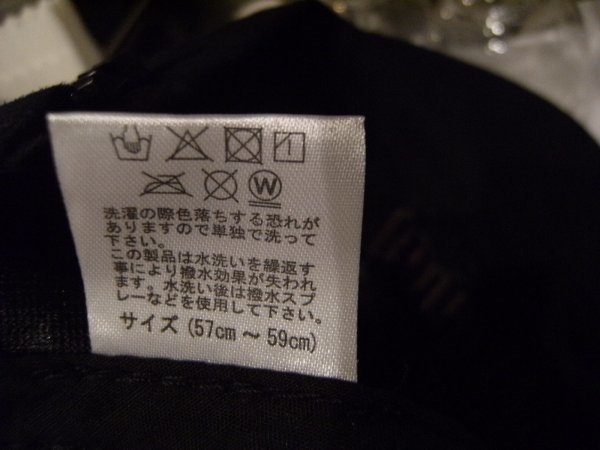 W
洗濯の際色落ちする恐れが
ありますので単独で洗って
下さい。
この製品は水洗いを繰返す
事により撥水効果が失われ
ます。水洗い後は撥水スプ
レーなどを使用して下さい。
サイズ(57cm～59cm)